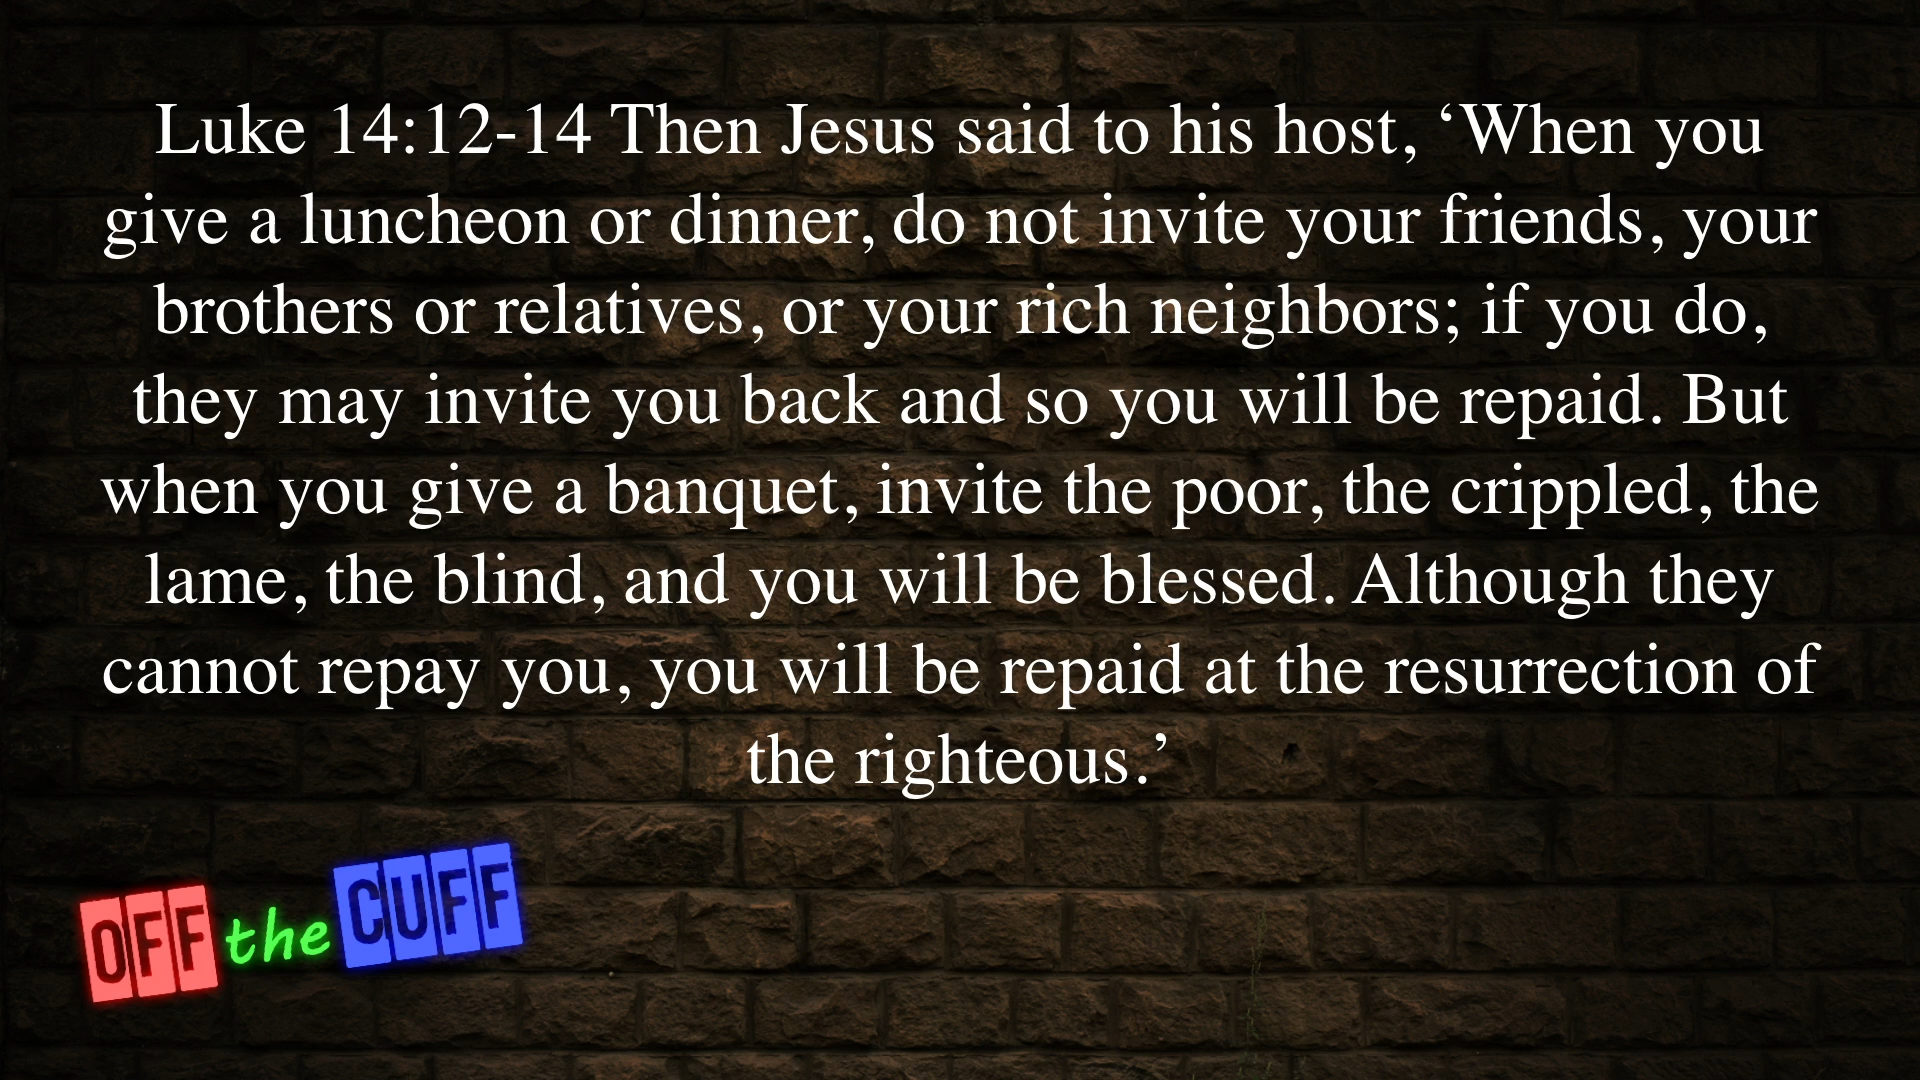 Luke 14:12-14 Then Jesus said to his host, ‘When you
give a luncheon or dinner, do not invite your friends, your
brothers or relatives, or your rich neighbors; if you do,
they may invite you back and so you will be repaid. But
when you give a banquet, invite the poor, the crippled, the
lame, the blind, and you will be blessed. Although they
cannot repay you, you will be repaid at the resurrection of
the righteous.’
OFF the CUFF